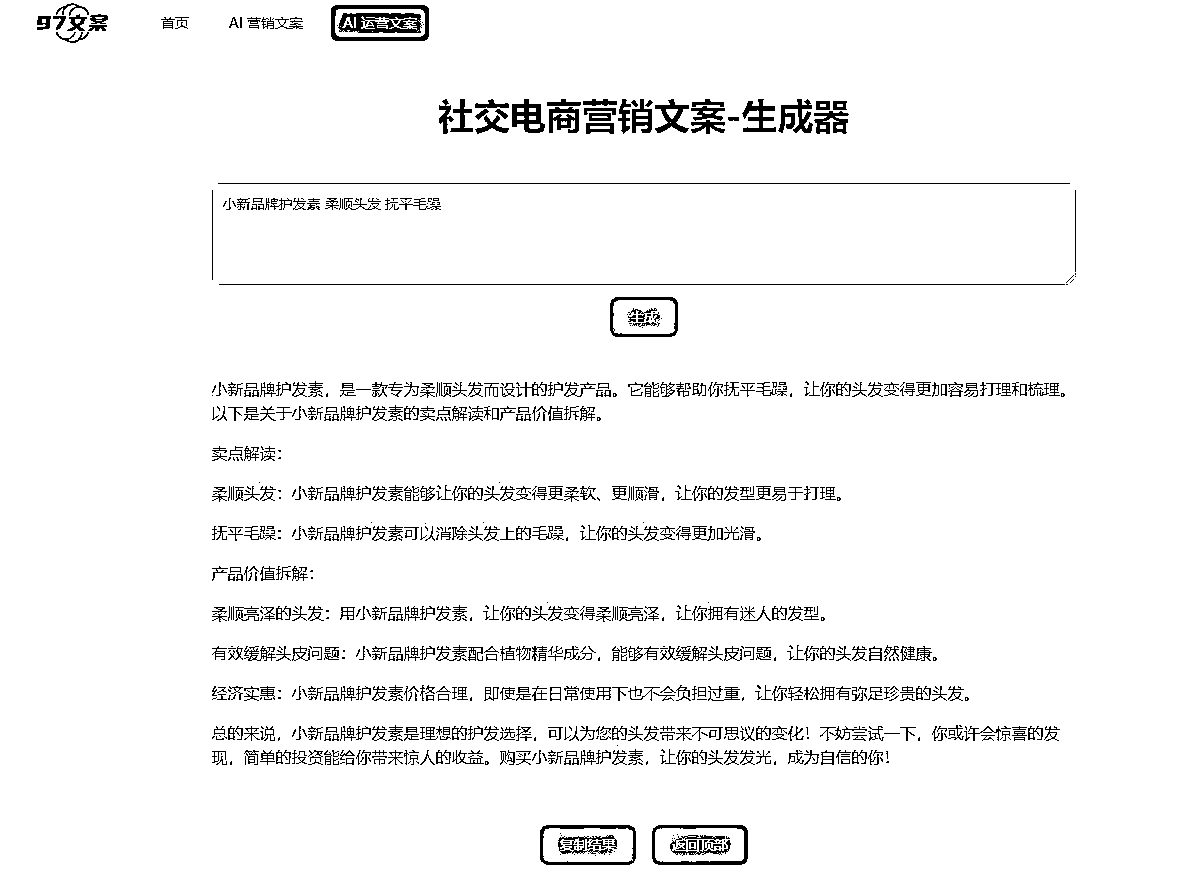 97文案
首页
AI 营销文案
AI 运营文案
社交电商营销文案-生成器
小新品牌护发素 柔顺头发 抚平毛躁
生成
小新品牌护发素，是一款专为柔顺头发而设计的护发产品。它能够帮助你抚平毛躁，让你的头发变得更加容易打理和梳理。
以下是关于小新品牌护发素的卖点解读和产品价值拆解。
卖点解读：
柔顺头发：小新品牌护发素能够让你的头发变得更柔软、更顺滑，让你的发型更易于打理。
抚平毛躁：小新品牌护发素可以消除头发上的毛躁，让你的头发变得更加光滑。
产品价值拆解：
柔顺亮泽的头发：用小新品牌护发素，让你的头发变得柔顺亮泽，让你拥有迷人的发型。
有效缓解头皮问题：小新品牌护发素配合植物精华成分，能够有效缓解头皮问题，让你的头发自然健康。
经济实惠：小新品牌护发素价格合理，即使是在日常使用下也不会负担过重，让你轻松拥有弥足珍贵的头发。
总的来说，小新品牌护发素是理想的护发选择，可以为您的头发带来不可思议的变化！不妨尝试一下，你或许会惊喜的发
现，简单的投资能给你带来惊人的收益。购买小新品牌护发素，让你的头发发光，成为自信的你！
复制结果
返回顶部